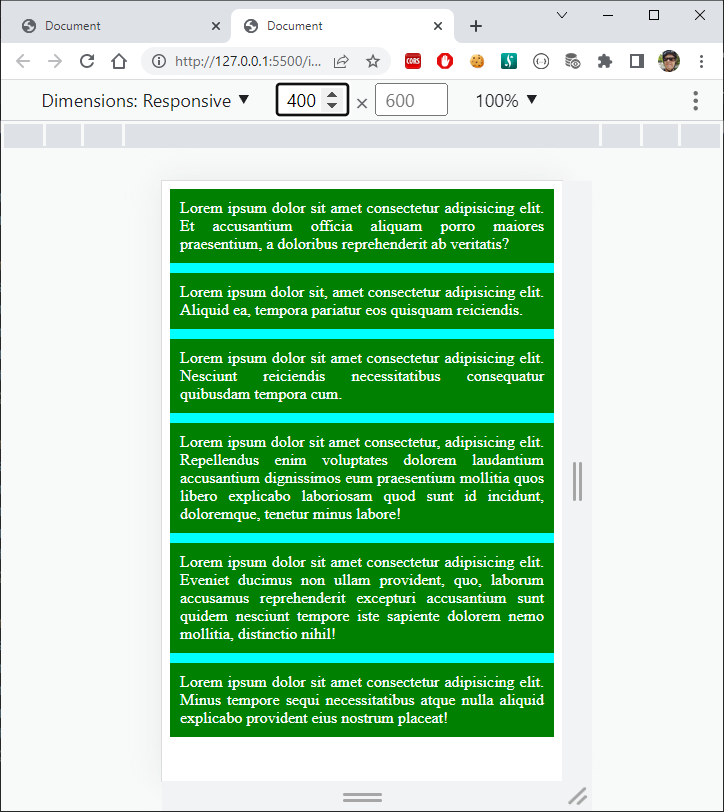 Document
Document
http://127.0.0.1:5500/i...
CORS
Dimensions: Responsive
400
×
600
100%
Lorem ipsum dolor sit amet consectetur adipisicing elit.
Et accusantium officia aliquam porro maiores
praesentium, a doloribus reprehenderit ab veritatis?
Lorem ipsum dolor sit, amet consectetur adipisicing elit.
Aliquid ea, tempora pariatur eos quisquam reiciendis.
Lorem ipsum dolor sit amet consectetur adipisicing elit.
Nesciunt reiciendis necessitatibus consequatur
quibusdam tempora cum.
Lorem ipsum dolor sit amet consectetur, adipisicing elit.
Repellendus enim voluptates dolorem laudantium
accusantium dignissimos eum praesentium mollitia quos
libero explicabo laboriosam quod sunt id incidunt,
doloremque, tenetur minus labore!
Lorem ipsum dolor sit amet consectetur adipisicing elit.
Eveniet ducimus non ullam provident, quo, laborum
accusamus reprehenderit excepturi accusantium sunt
quidem nesciunt tempore iste sapiente dolorem nemo
mollitia, distinctio nihil!
Lorem ipsum dolor sit amet consectetur adipisicing elit.
Minus tempore sequi necessitatibus atque nulla aliquid
explicabo provident eius nostrum placeat!